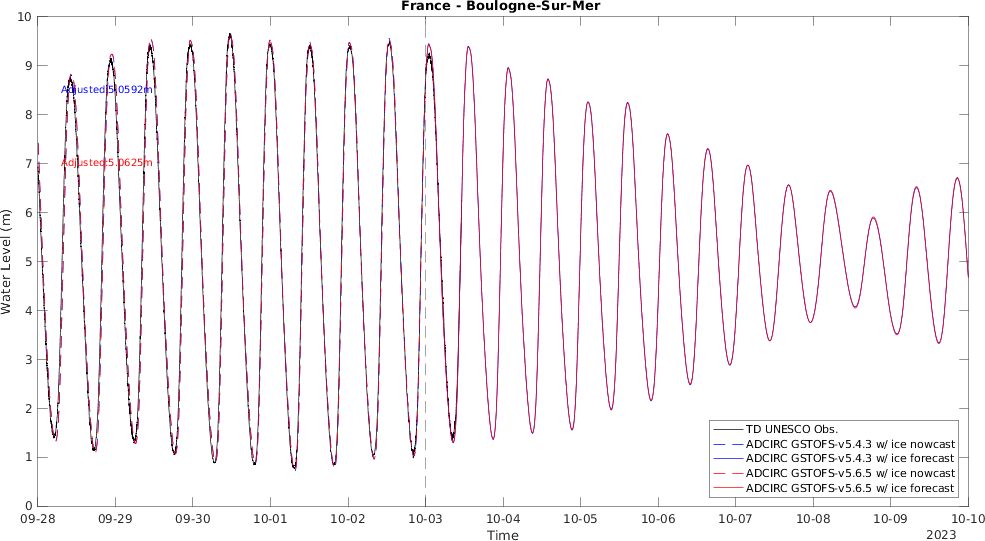 France - Boulogne-Sur-Mer
10
9
8
7
6
5
4
3
2
1
0
Water Level (m)
Adjusted:5.0592m
Adjusted:5.0625m
TD UNESCO Obs.
ADCIRC GSTOFS-v5.4.3 w/ ice nowcast
ADCIRC GSTOFS-v5.4.3 w/ ice forecast
ADCIRC GSTOFS-v5.6.5 w/ ice nowcast
ADCIRC GSTOFS-v5.6.5 w/ ice forecast
09-28 09-29 09-30 10-01 10-02 10-03 10-04 10-05 10-06 10-07 10-08 10-09 10-10
Time
2023